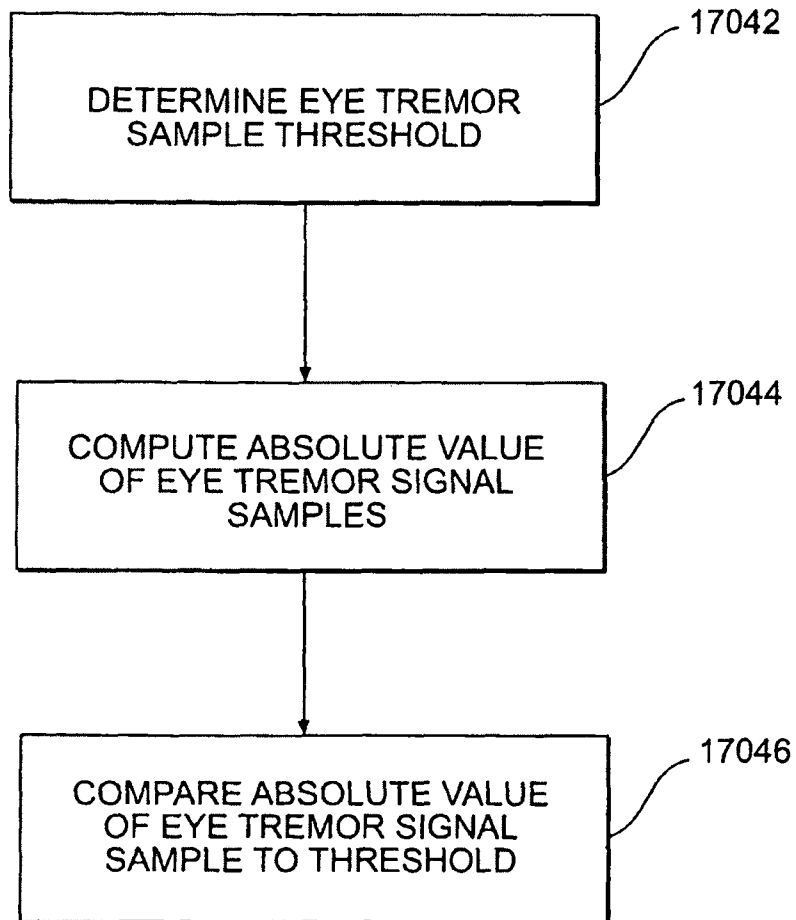 17042
DETERMINE EYE TREMOR
SAMPLE THRESHOLD
17044
COMPUTE ABSOLUTE VALUE
OF EYE TREMOR SIGNAL
SAMPLES
17046
COMPARE ABSOLUTE VALUE
OF EYE TREMOR SIGNAL
SAMPLE TO THRESHOLD